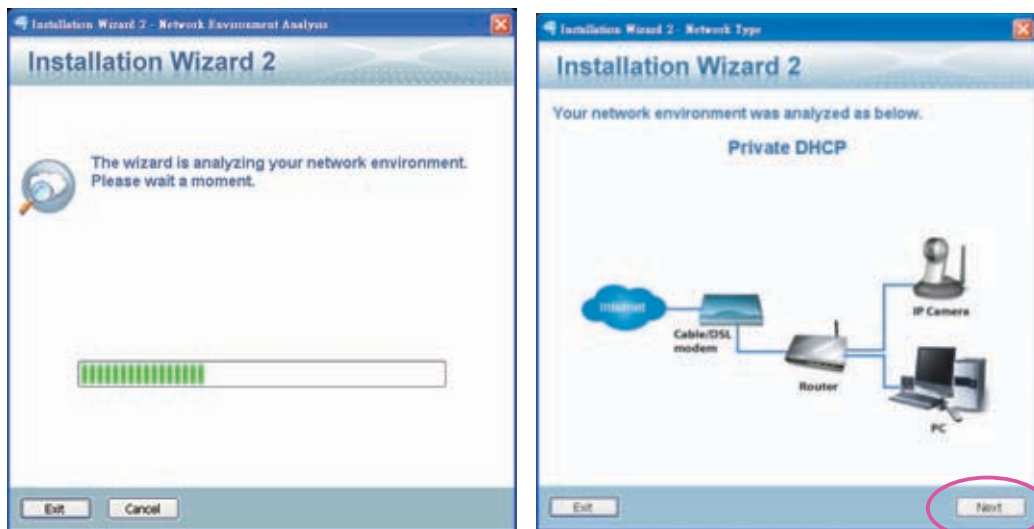 Installation Wizard 2 - Network Environment Analysis
Installation Wizard 2
The wizard is analyzing your network environment.
Please wait a moment.
Exit
Cancel
Installation Wizard 2 - Network Type
Installation Wizard 2
Your network environment was analyzed as below.
Private DHCP
Internet
Cable/DSL
modem
Router
IP Camera
PC
Exit
Next